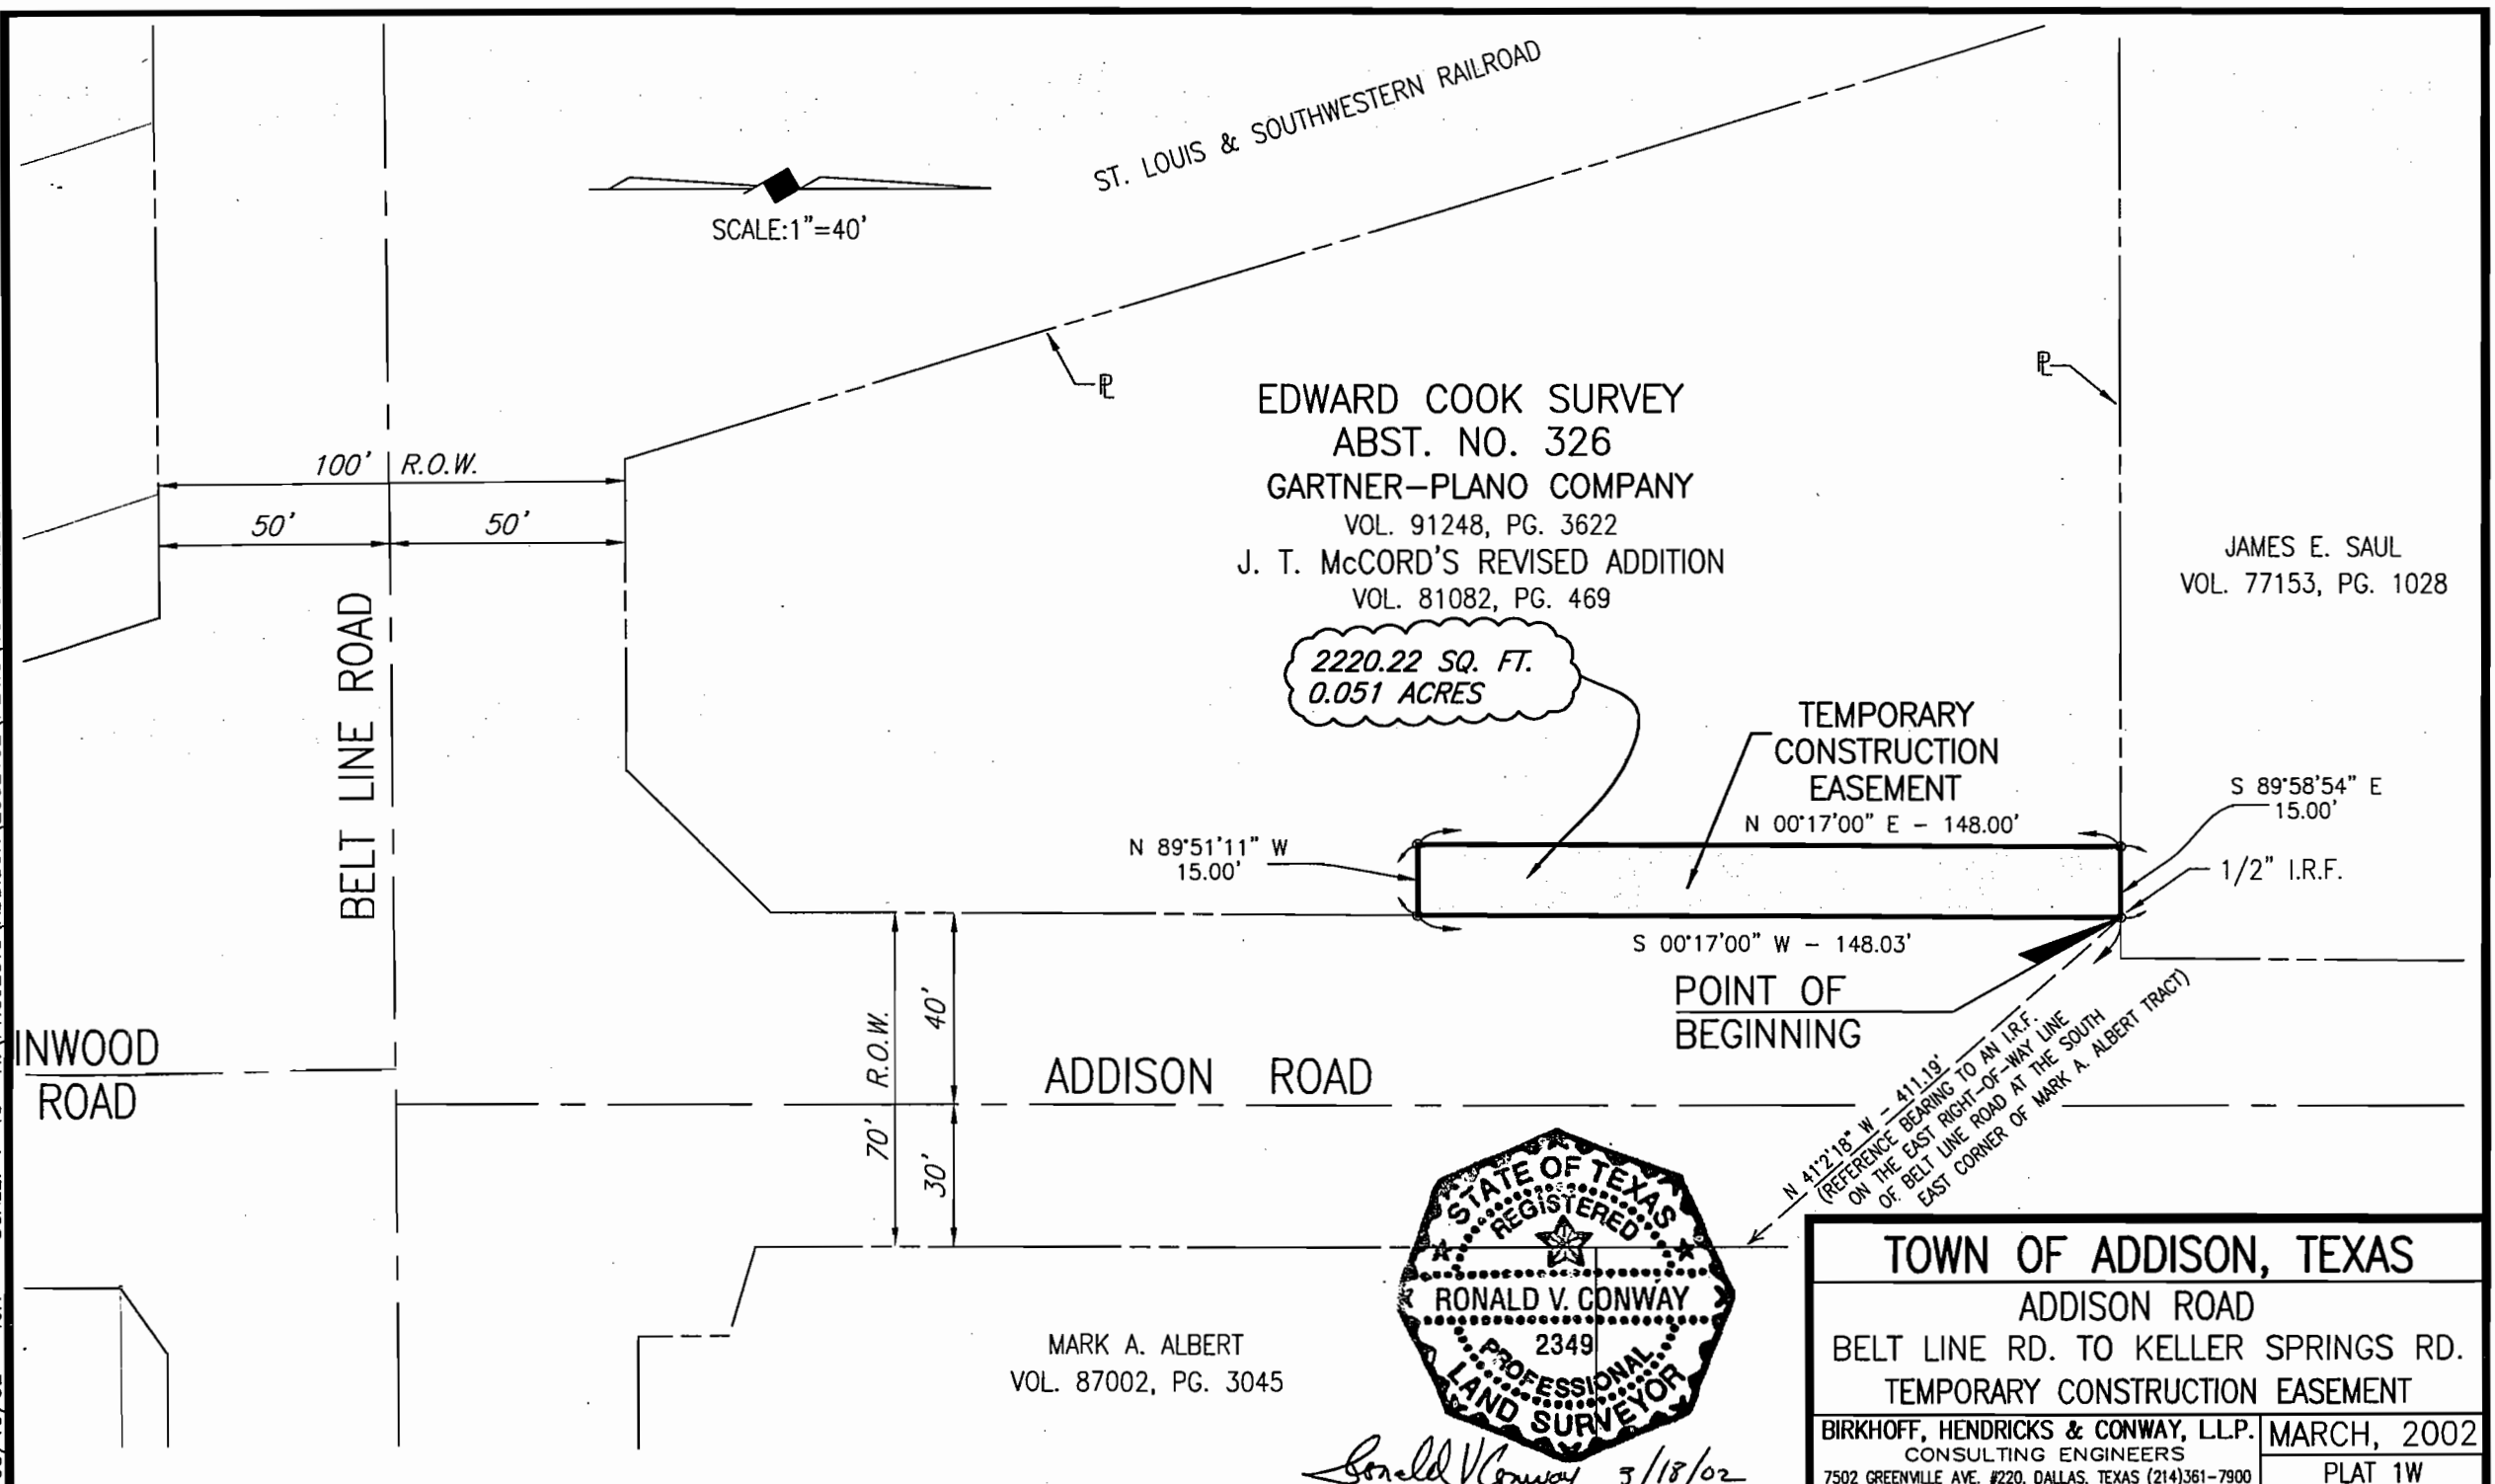 ST. LOUIS & SOUTHWESTERN RAILROAD
SCALE:1"=40'
PL
PL
EDWARD COOK SURVEY
ABST. NO. 326
GARTNER-PLANO COMPANY
VOL. 91248, PG. 3622
J. T. McCORD'S REVISED ADDITION
VOL. 81082, PG. 469
100' R.O.W.
50'
50'
JAMES E. SAUL
VOL. 77153, PG. 1028
BELT LINE ROAD
2220.22 SQ. FT.
0.051 ACRES
TEMPORARY
CONSTRUCTION
EASEMENT
N 00°17'00" E - 148.00'
S 89°58'54" E
15.00'
N 89°51'11" W
15.00'
1/2" I.R.F.
S 00°17'00" W - 148.03'
POINT OF
BEGINNING
INWOOD
ROAD
70' R.O.W.
40'
30'
ADDISON ROAD
N 41°2'18" W - 411.19'
(REFERENCE BEARING TO AN I.R.F.
ON THE EAST RIGHT-OF-WAY LINE
OF BELT LINE ROAD AT THE SOUTH
EAST CORNER OF MARK A. ALBERT TRACT)
STATE OF TEXAS
REGISTERED
RONALD V. CONWAY
2349
PROFESSIONAL
LAND SURVEYOR
Ronald V Conway 3/18/02
MARK A. ALBERT
VOL. 87002, PG. 3045
TOWN OF ADDISON, TEXAS
ADDISON ROAD
BELT LINE RD. TO KELLER SPRINGS RD.
TEMPORARY CONSTRUCTION EASEMENT
BIRKHOFF, HENDRICKS & CONWAY, L.L.P.
CONSULTING ENGINEERS
7502 GREENVILLE AVE. #220, DALLAS, TEXAS (214)361-7900
MARCH, 2002
PLAT 1W